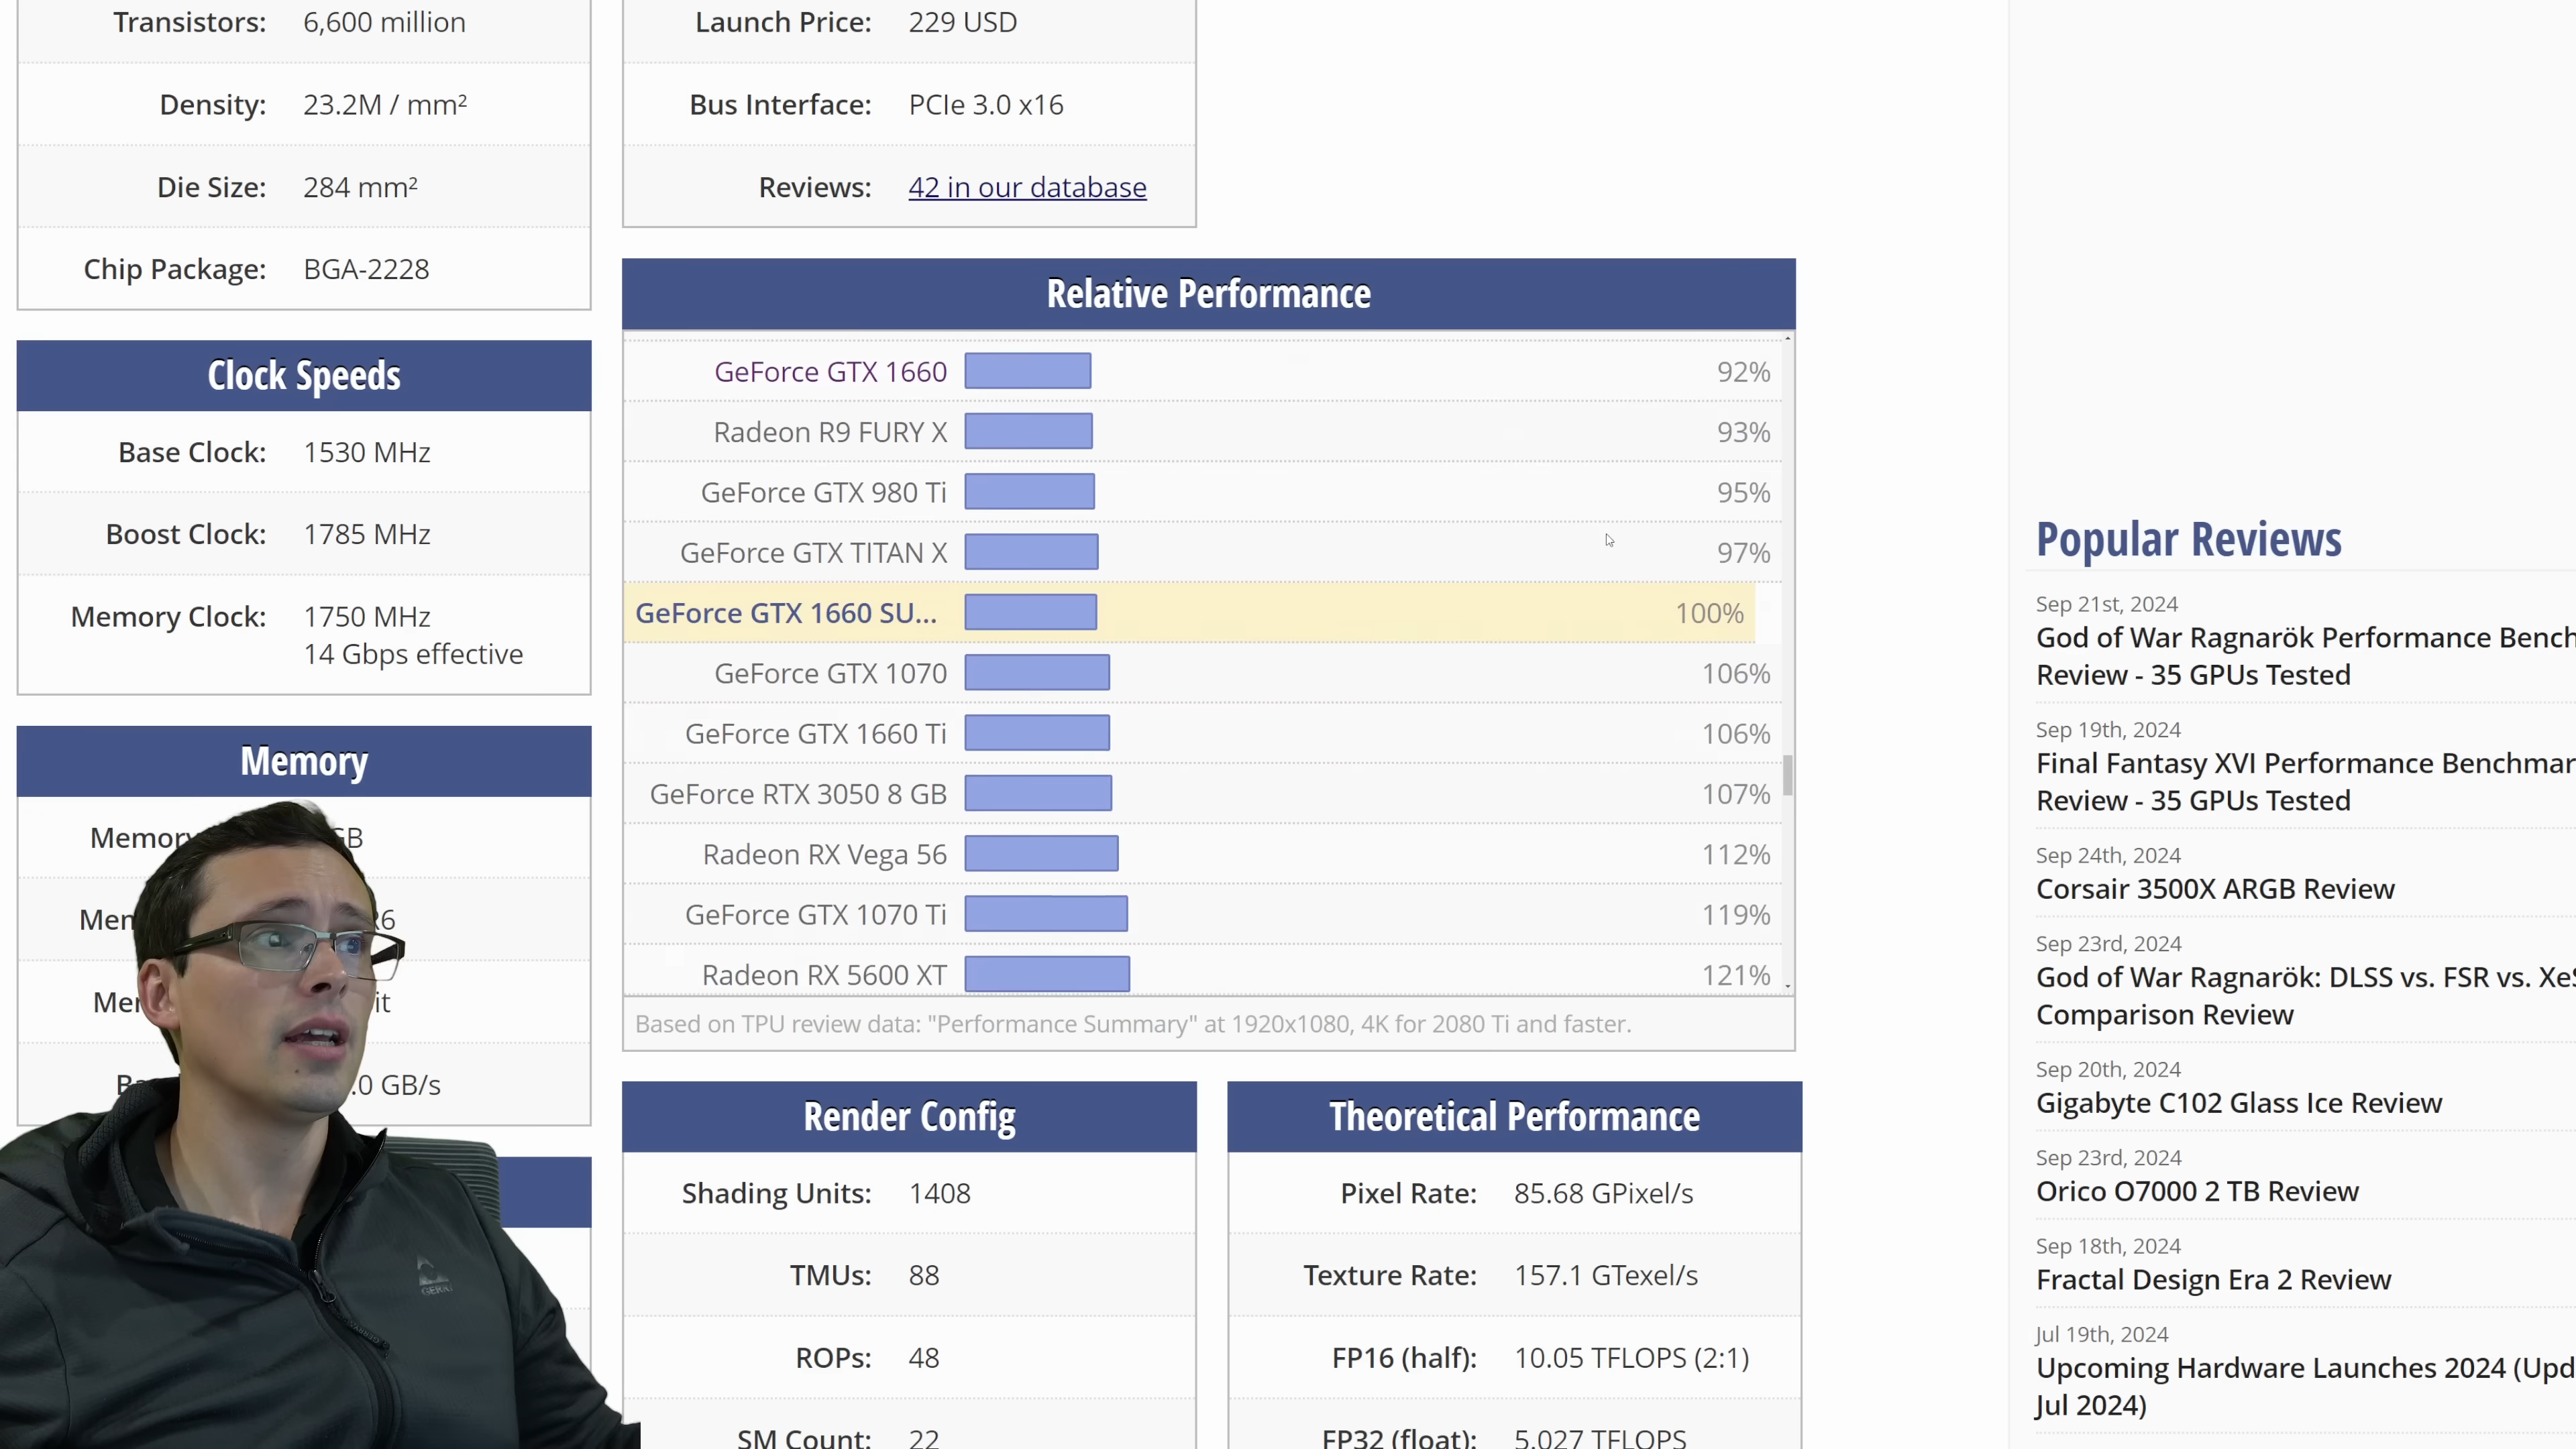 Transistors: 6,600 million
Density: 23.2M / mm²
Die Size: 284 mm²
Chip Package: BGA-2228
Clock Speeds
Base Clock: 1530 MHz
Boost Clock: 1785 MHz
Memory Clock: 1750 MHz
14 Gbps effective
Memory
Memory GB
it
.0 GB/s
Launch Price: 229 USD
Bus Interface: PCIe 3.0 x16
Reviews: 42 in our database
Relative Performance
GeForce GTX 1660 92%
Radeon R9 FURY X 93%
GeForce GTX 980 Ti 95%
GeForce GTX TITAN X 97%
GeForce GTX 1660 SU... 100%
GeForce GTX 1070 106%
GeForce GTX 1660 Ti 106%
GeForce RTX 3050 8 GB 107%
Radeon RX Vega 56 112%
GeForce GTX 1070 Ti 119%
Radeon RX 5600 XT 121%
Based on TPU review data: "Performance Summary" at 1920x1080, 4K for 2080 Ti and faster.
Render Config
Shading Units: 1408
TMUs: 88
ROPs: 48
SM Count: 22
Theoretical Performance
Pixel Rate: 85.68 GPixel/s
Texture Rate: 157.1 GTexel/s
FP16 (half): 10.05 TFLOPS (2:1)
FP32 (float): 5.027 TFLOPS
Popular Reviews
Sep 21st, 2024
God of War Ragnarök Performance Bench
Review - 35 GPUs Tested
Sep 19th, 2024
Final Fantasy XVI Performance Benchmar
Review - 35 GPUs Tested
Sep 24th, 2024
Corsair 3500X ARGB Review
Sep 23rd, 2024
God of War Ragnarök: DLSS vs. FSR vs. XeS
Comparison Review
Sep 20th, 2024
Gigabyte C102 Glass Ice Review
Sep 23rd, 2024
Orico O7000 2 TB Review
Sep 18th, 2024
Fractal Design Era 2 Review
Jul 19th, 2024
Upcoming Hardware Launches 2024 (Upd
Jul 2024)